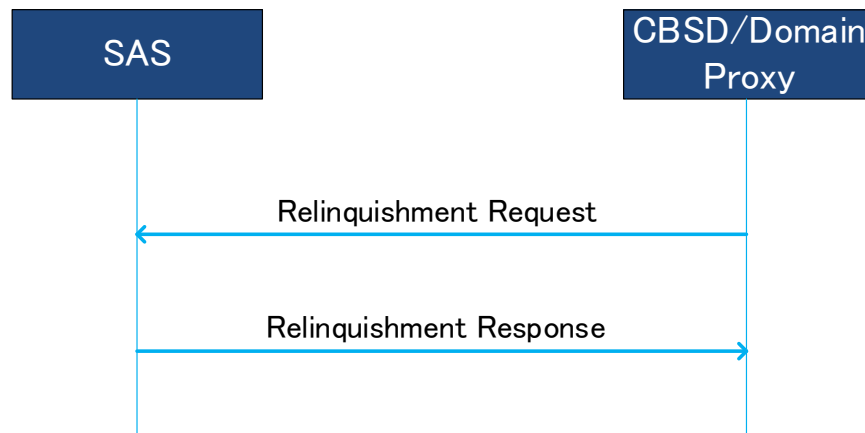 SAS
CBSD/Domain
Proxy
Relinquishment Request
Relinquishment Response